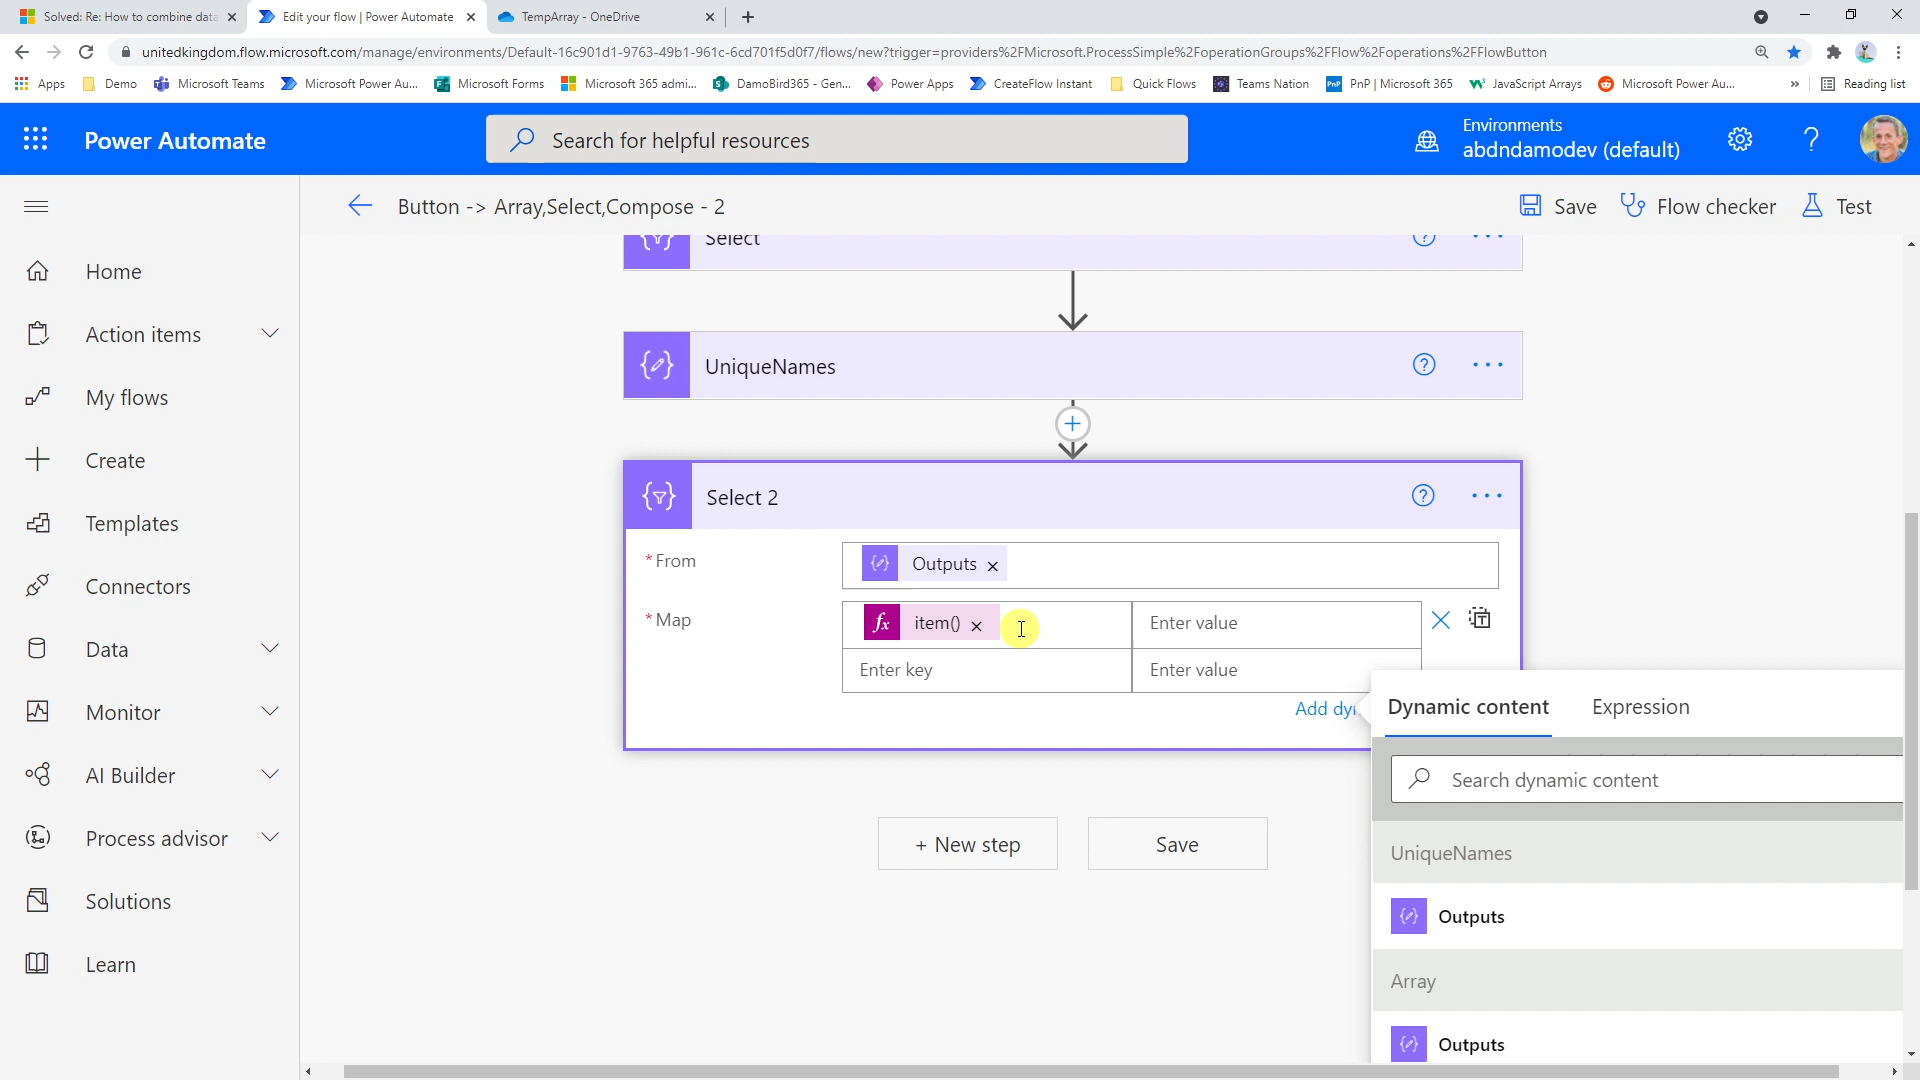 Solved: Re: How to combine data
Edit your flow | Power Automate
TempArray - OneDrive
unitedkingdom.flow.microsoft.com/manage/environments/Default-16c901d1-9763-49b1-961c-6cd701f5d0f7/flows/new?trigger=providers%2FMicrosoft.ProcessSimple%2FoperationGroups%2FFlow%2Foperations%2FFlowButton
Apps
Demo
Microsoft Teams
Microsoft Power Au...
Microsoft Forms
Microsoft 365 admi...
DamoBird365 - Gen...
Power Apps
CreateFlow Instant
Quick Flows
Teams Nation
PnP | Microsoft 365
JavaScript Arrays
Microsoft Power Au...
Reading list
Power Automate
Search for helpful resources
Environments
abdndamodev (default)
Button -> Array,Select,Compose - 2
Save
Flow checker
Test
Home
Action items
My flows
Create
Templates
Connectors
Data
Monitor
AI Builder
Process advisor
Solutions
Learn
Select
UniqueNames
Select 2
* From
Outputs
* Map
fx item()
Enter value
Enter key
Enter value
Add dyn
Dynamic content
Expression
Search dynamic content
UniqueNames
Outputs
Array
Outputs
+ New step
Save